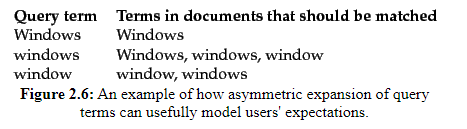 Query term Terms in documents that should be matched
Windows Windows
windows Windows, windows, window
window window, windows
Figure 2.6: An example of how asymmetric expansion of query
terms can usefully model users' expectations.